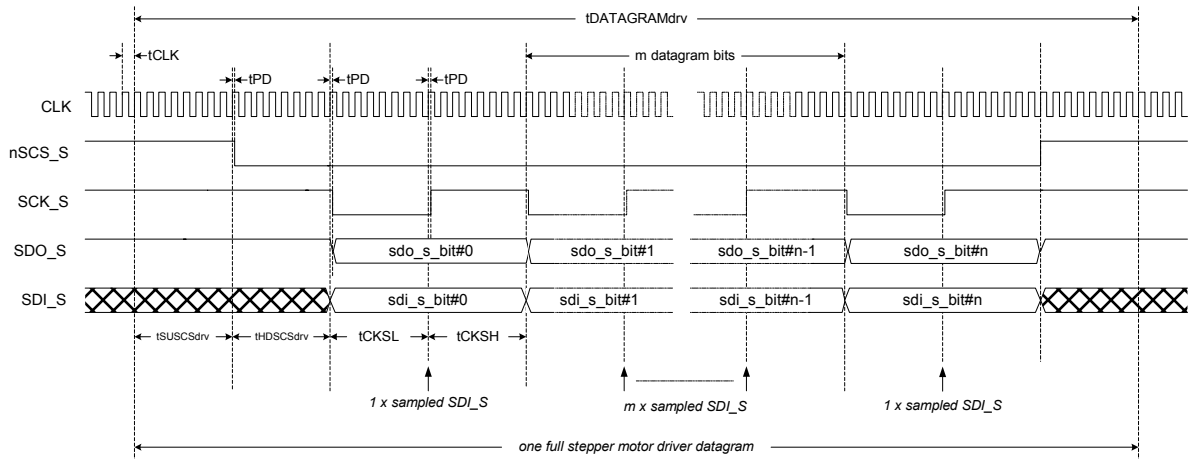 tDATAGRAMdrv
tCLK
m datagram bits
tPD tPD tPD
CLK
nSCS_S
SCK_S
SDO_S sdo_s_bit#0 sdo_s_bit#1 sdo_s_bit#n-1 sdo_s_bit#n
SDI_S sdi_s_bit#0 sdi_s_bit#1 sdi_s_bit#n-1 sdi_s_bit#n
tSUSCSdrv tHDSCSdrv tCKSL tCKSH
1 x sampled SDI_S m x sampled SDI_S 1 x sampled SDI_S
one full stepper motor driver datagram